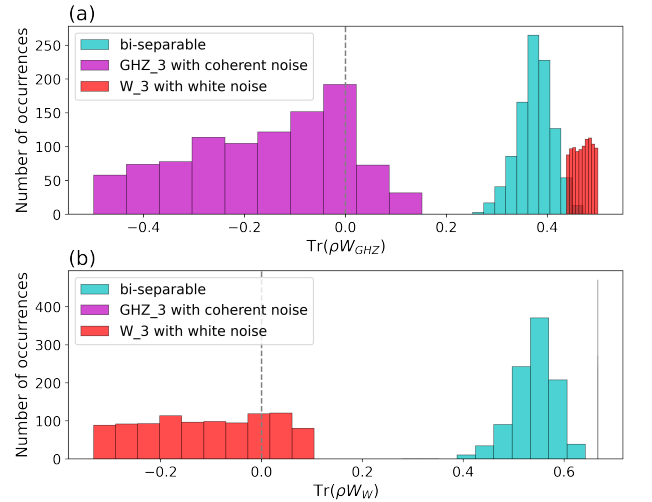 (a)
Number of occurrences
250
200
150
100
50
0
bi-separable
GHZ_3 with coherent noise
W_3 with white noise
−0.4 −0.2 0.0 0.2 0.4
Tr(ρW_GHZ)
(b)
Number of occurrences
400
300
200
100
0
bi-separable
GHZ_3 with coherent noise
W_3 with white noise
−0.2 0.0 0.2 0.4 0.6
Tr(ρW_W)